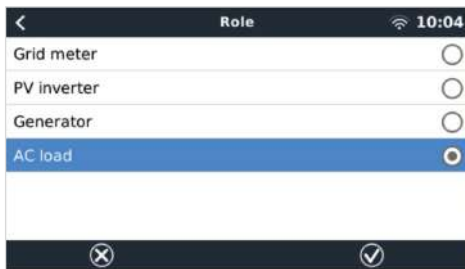 Role 10:04
Grid meter
PV inverter
Generator
AC load